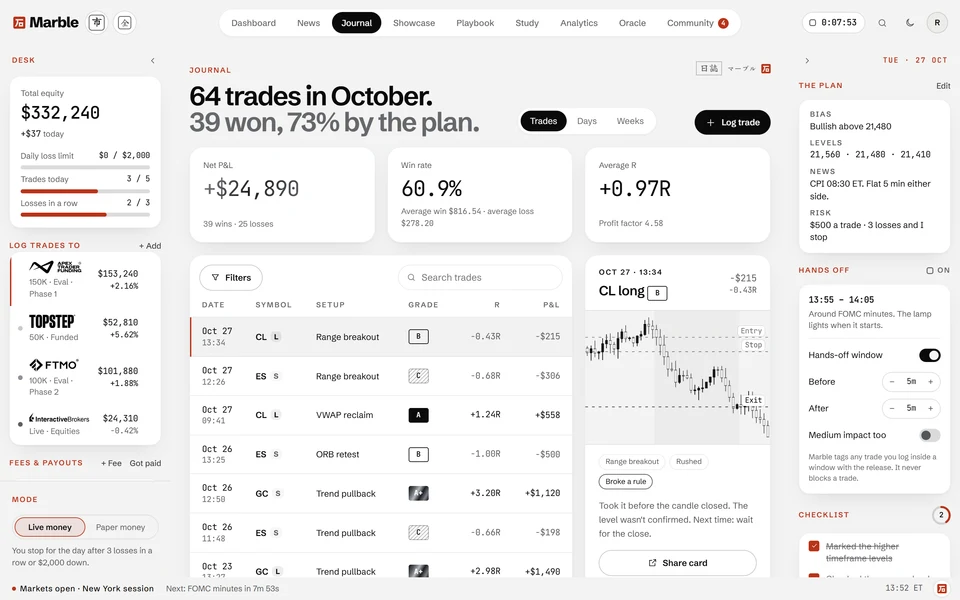 Marble
Dashboard
News
Journal
Showcase
Playbook
Study
Analytics
Oracle
Community 4
0:07:53
R
DESK
Total equity
$332,240
+$37 today
Daily loss limit $0 / $2,000
Trades today 3 / 5
Losses in a row 2 / 3
LOG TRADES TO + Add
APEX TRADER FUNDING
150K · Eval · Phase 1
$153,240
+2.16%
TOPSTEP
50K · Funded
$52,810
+5.62%
FTMO
100K · Eval · Phase 2
$101,880
+1.88%
InteractiveBrokers
Live · Equities
$24,310
-0.42%
FEES & PAYOUTS + Fee Got paid
MODE
Live money
Paper money
You stop for the day after 3 losses in a
row or $2,000 down.
JOURNAL
日誌 マーブル
64 trades in October.
39 won, 73% by the plan.
Trades
Days
Weeks
+ Log trade
Net P&L
+$24,890
39 wins · 25 losses
Win rate
60.9%
Average win $816.54 · average loss
$278.20
Average R
+0.97R
Profit factor 4.58
Filters
Search trades
DATE SYMBOL SETUP GRADE R P&L
Oct 27 13:34 CL L Range breakout B -0.43R -$215
Oct 27 12:26 ES S Range breakout C -0.68R -$306
Oct 27 09:41 CL L VWAP reclaim A +1.24R +$558
Oct 26 13:25 ES S ORB retest B -1.00R -$500
Oct 26 12:50 GC S Trend pullback A+ +3.20R +$1,120
Oct 26 11:48 ES S Trend pullback C -0.66R -$198
Oct 23 13:27 GC L Trend pullback A+ +2.98R +$1,490
OCT 27 · 13:34
CL long B
-$215
-0.43R
Entry
Stop
Exit
Range breakout
Rushed
Broke a rule
Took it before the candle closed. The
level wasn't confirmed. Next time: wait
for the close.
Share card
TUE · 27 OCT
THE PLAN Edit
BIAS
Bullish above 21,480
LEVELS
21,560 · 21,480 · 21,410
NEWS
CPI 08:30 ET. Flat 5 min either
side.
RISK
$500 a trade · 3 losses and I
stop
HANDS OFF ON
13:55 – 14:05
Around FOMC minutes. The lamp
lights when it starts.
Hands-off window
Before − 5m +
After − 5m +
Medium impact too
Marble tags any trade you log inside a
window with the release. It never
blocks a trade.
CHECKLIST 2
Marked the higher
timeframe levels
Markets open · New York session
Next: FOMC minutes in 7m 53s
13:52 ET